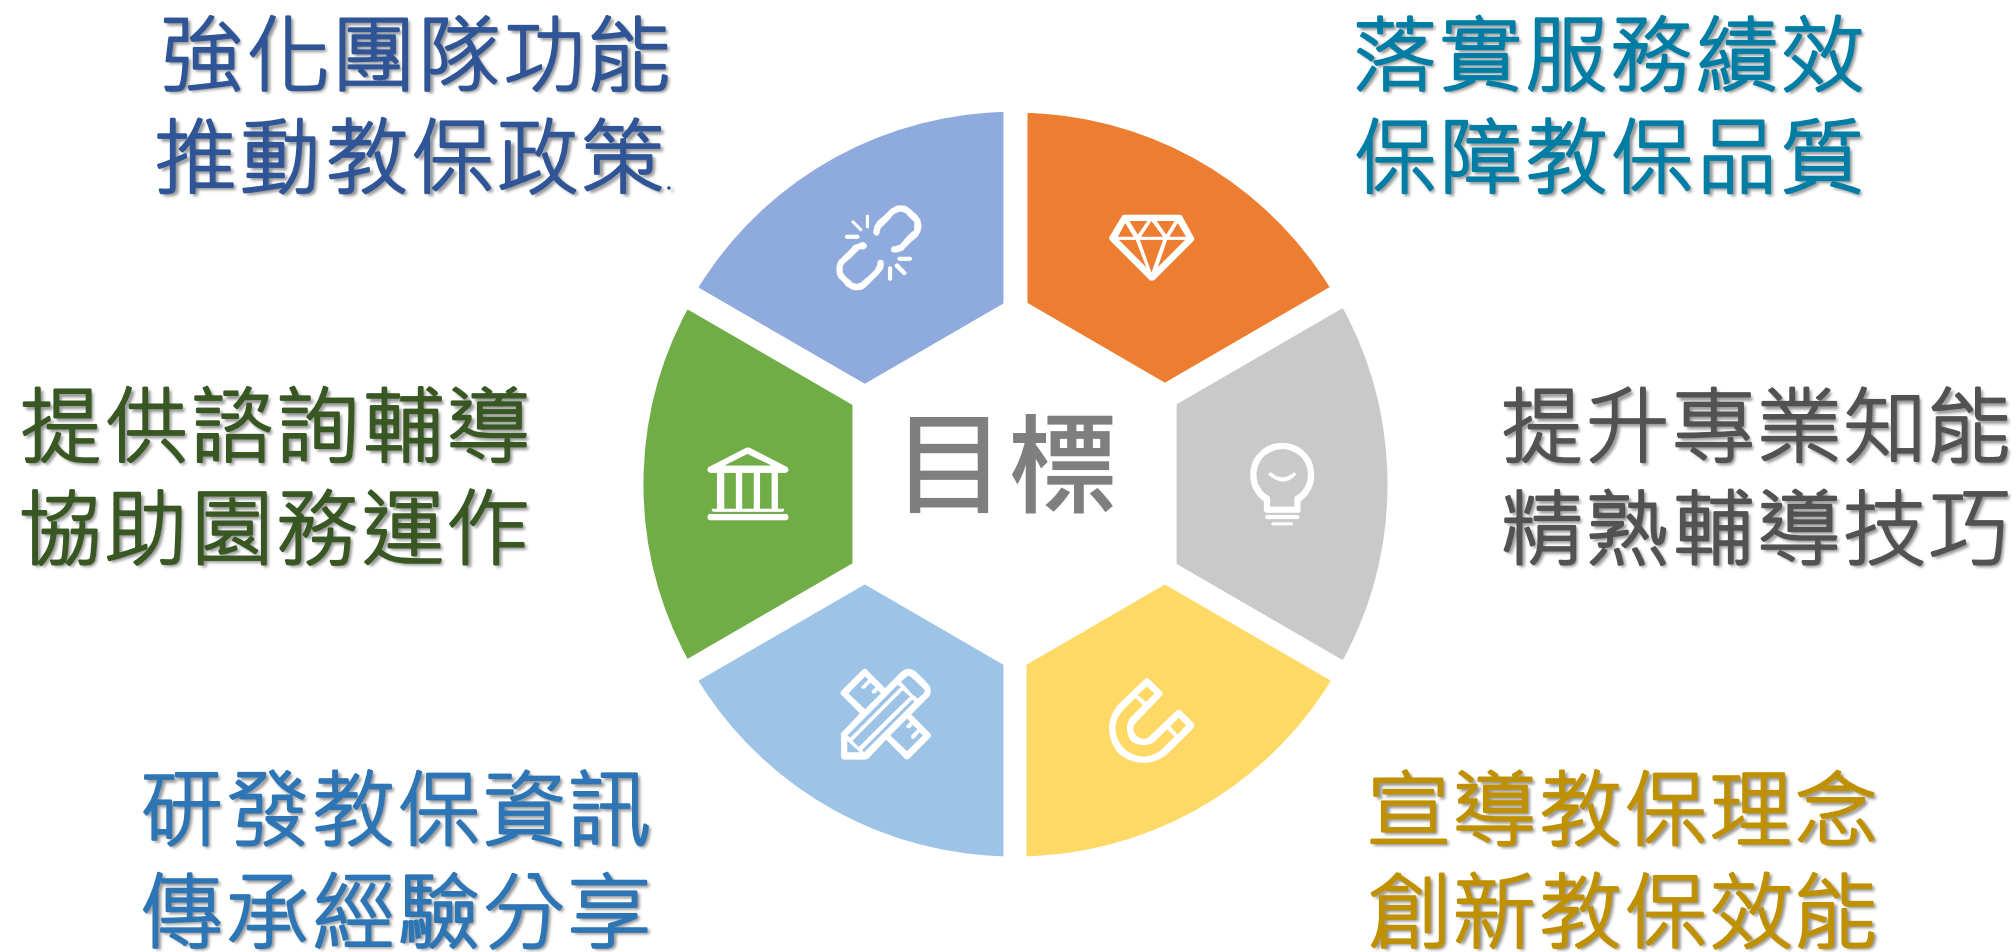 強化團隊功能
推動教保政策.
落實服務績效
保障教保品質
目標
提供諮詢輔導
協助園務運作
提升專業知能
精熟輔導技巧
研發教保資訊
傳承經驗分享
宣導教保理念
創新教保效能